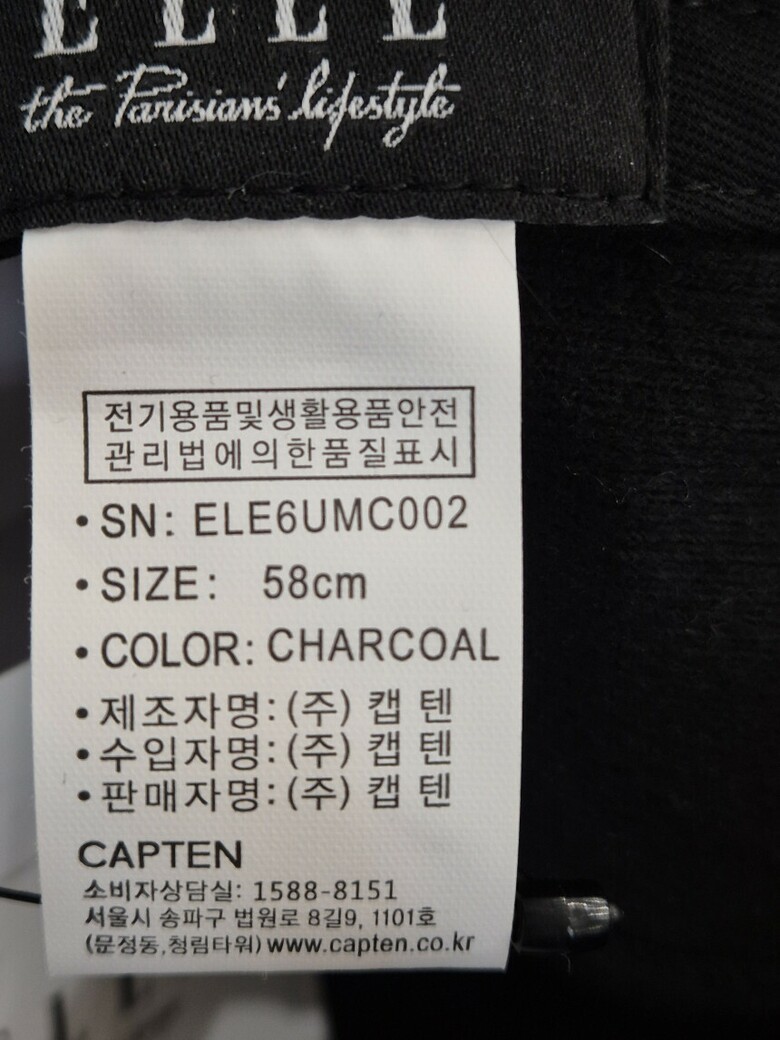 ELLE
the Parisians' lifestyle
전기용품및생활용품안전
관리법에의한품질표시
• SN: ELE6UMC002
• SIZE: 58cm
• COLOR: CHARCOAL
• 제조자명: (주) 캡 텐
• 수입자명: (주) 캡 텐
• 판매자명: (주) 캡 텐
CAPTEN
소비자상담실: 1588-8151
서울시 송파구 법원로 8길9, 1101호
(문정동,청림타워) www.capten.co.kr